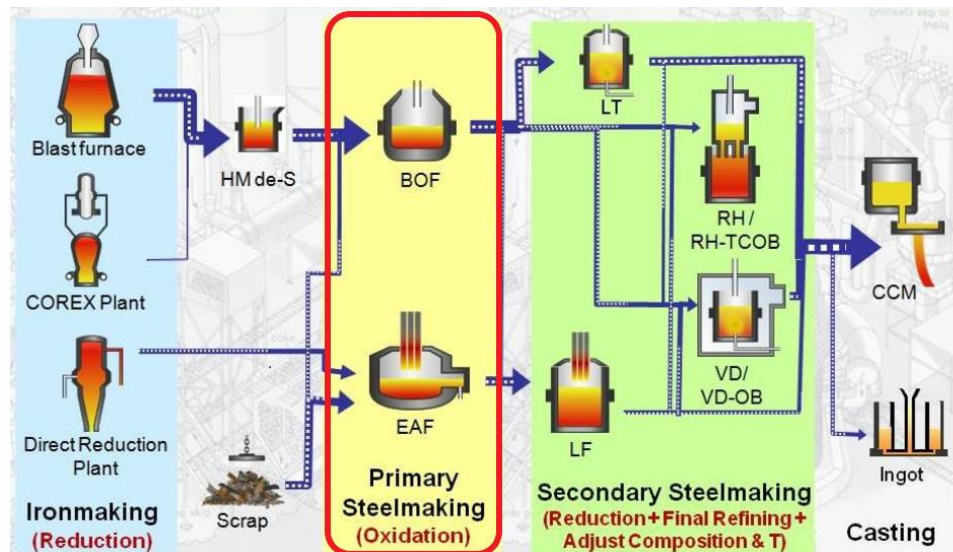 Blast furnace
COREX Plant
Direct Reduction
Plant
Ironmaking
(Reduction)
HM de-S
Scrap
BOF
EAF
Primary
Steelmaking
(Oxidation)
LT
RH /
RH-TCOB
VD/
VD-OB
LF
Secondary Steelmaking
(Reduction+Final Refining+
Adjust Composition & T)
CCM
Ingot
Casting